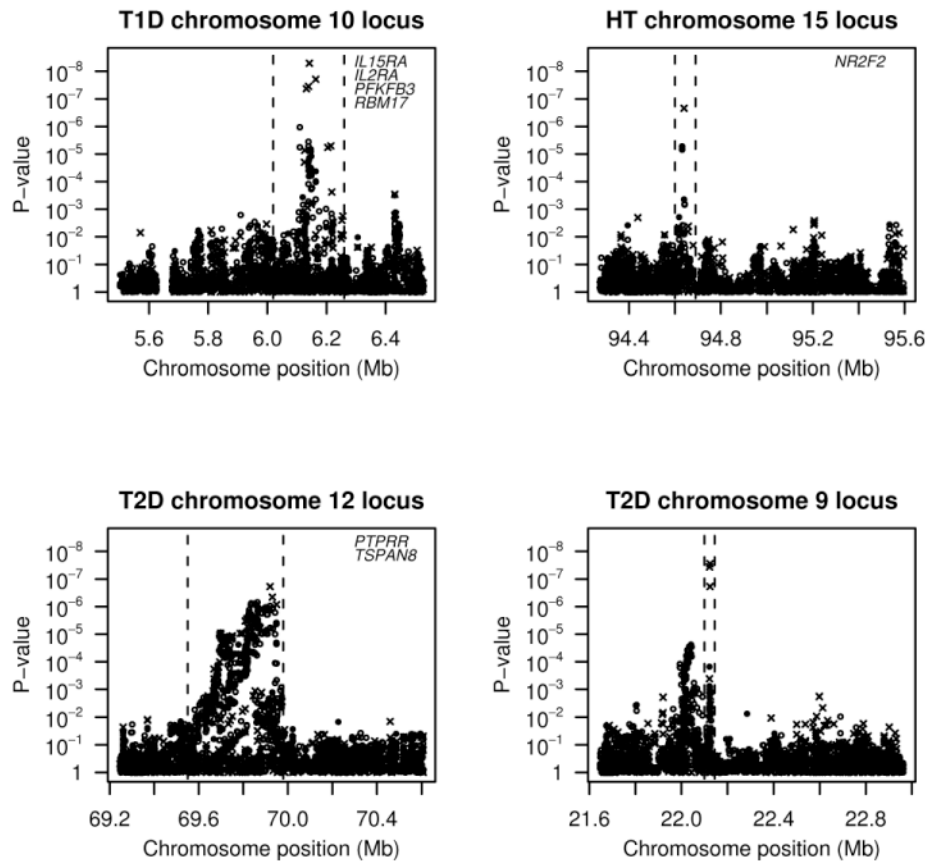 T1D chromosome 10 locus
P−value
10⁻⁸
10⁻⁷
10⁻⁶
10⁻⁵
10⁻⁴
10⁻³
10⁻²
10⁻¹
1
IL15RA
IL2RA
PFKFB3
RBM17
5.6 5.8 6.0 6.2 6.4
Chromosome position (Mb)
HT chromosome 15 locus
P−value
10⁻⁸
10⁻⁷
10⁻⁶
10⁻⁵
10⁻⁴
10⁻³
10⁻²
10⁻¹
1
NR2F2
94.4 94.8 95.2 95.6
Chromosome position (Mb)
T2D chromosome 12 locus
P−value
10⁻⁸
10⁻⁷
10⁻⁶
10⁻⁵
10⁻⁴
10⁻³
10⁻²
10⁻¹
1
PTPRR
TSPAN8
69.2 69.6 70.0 70.4
Chromosome position (Mb)
T2D chromosome 9 locus
P−value
10⁻⁸
10⁻⁷
10⁻⁶
10⁻⁵
10⁻⁴
10⁻³
10⁻²
10⁻¹
1
21.6 22.0 22.4 22.8
Chromosome position (Mb)